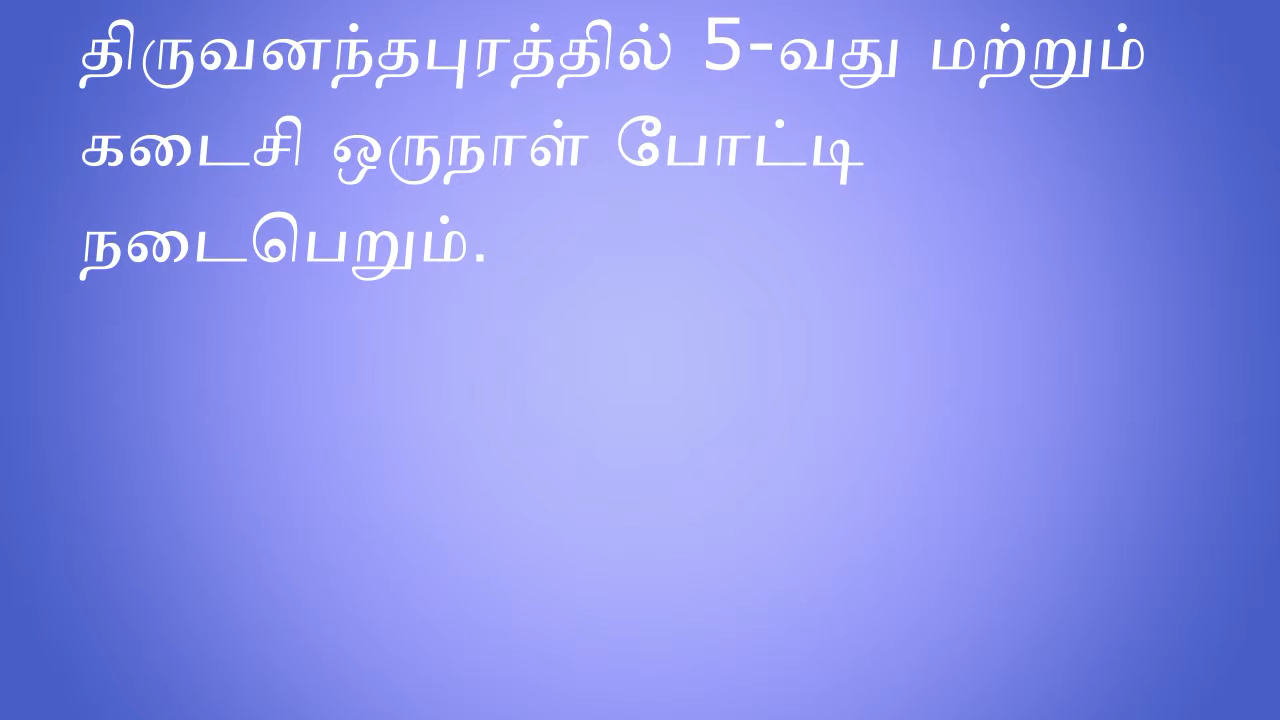 திருவனந்தபுரத்தில் 5-வது மற்றும்
கடைசி ஒருநாள் போட்டி
நடைபெறும்.